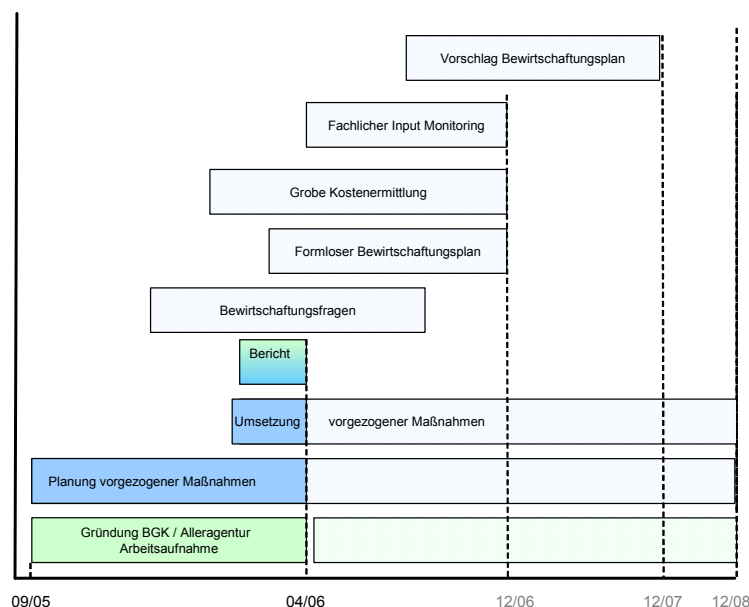 Vorschlag Bewirtschaftungsplan
Fachlicher Input Monitoring
Grobe Kostenermittlung
Formloser Bewirtschaftungsplan
Bewirtschaftungsfragen
Bericht
Umsetzung vorgezogener Maßnahmen
Planung vorgezogener Maßnahmen
Gründung BGK / Alleragentur
Arbeitsaufnahme
09/05 04/06 12/06 12/07 12/08